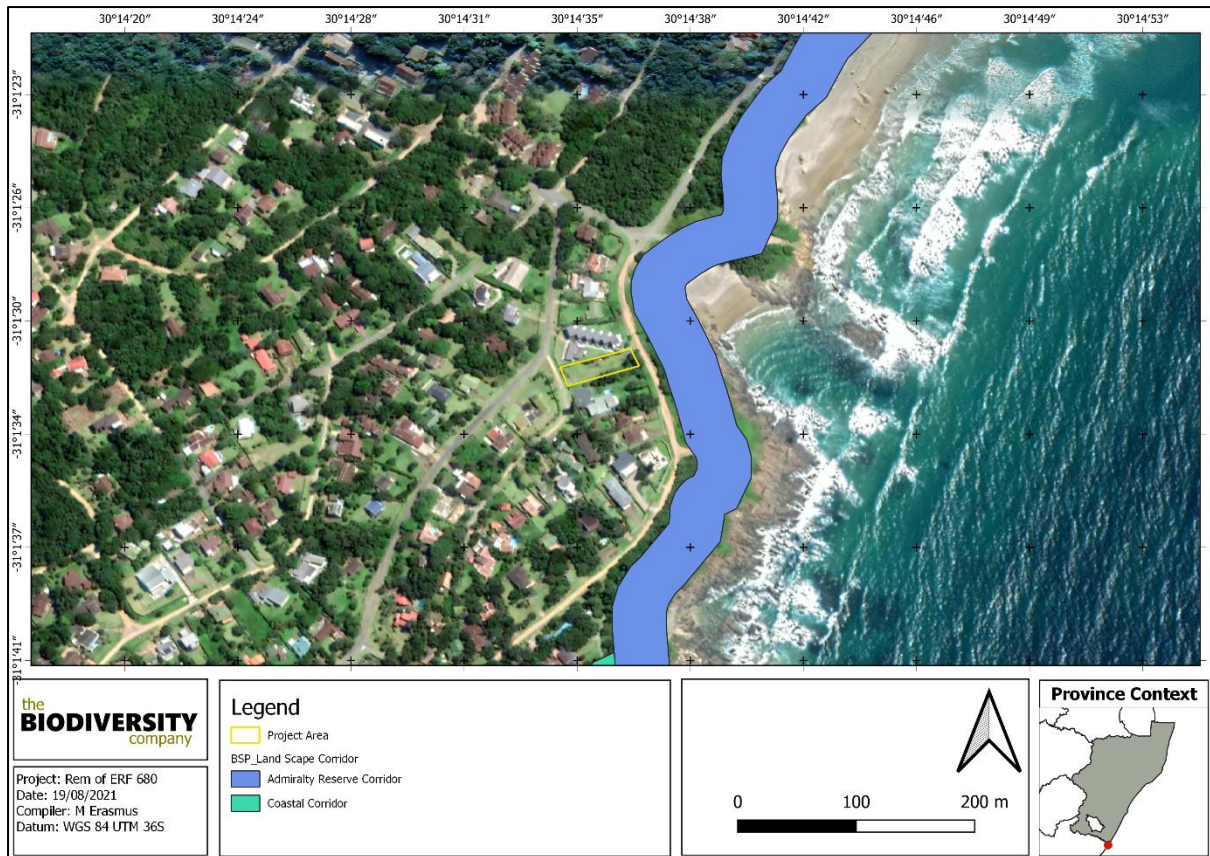 30°14′20″ 30°14′24″ 30°14′28″ 30°14′31″ 30°14′35″ 30°14′38″ 30°14′42″ 30°14′46″ 30°14′49″ 30°14′53″
-31°1′23″
-31°1′26″
-31°1′30″
-31°1′34″
-31°1′37″
-31°1′41″
the
BIODIVERSITY
company
Project: Rem of ERF 680
Date: 19/08/2021
Compiler: M Erasmus
Datum: WGS 84 UTM 36S
Legend
Project Area
BSP_Land Scape Corridor
Admiralty Reserve Corridor
Coastal Corridor
0 100 200 m
Province Context